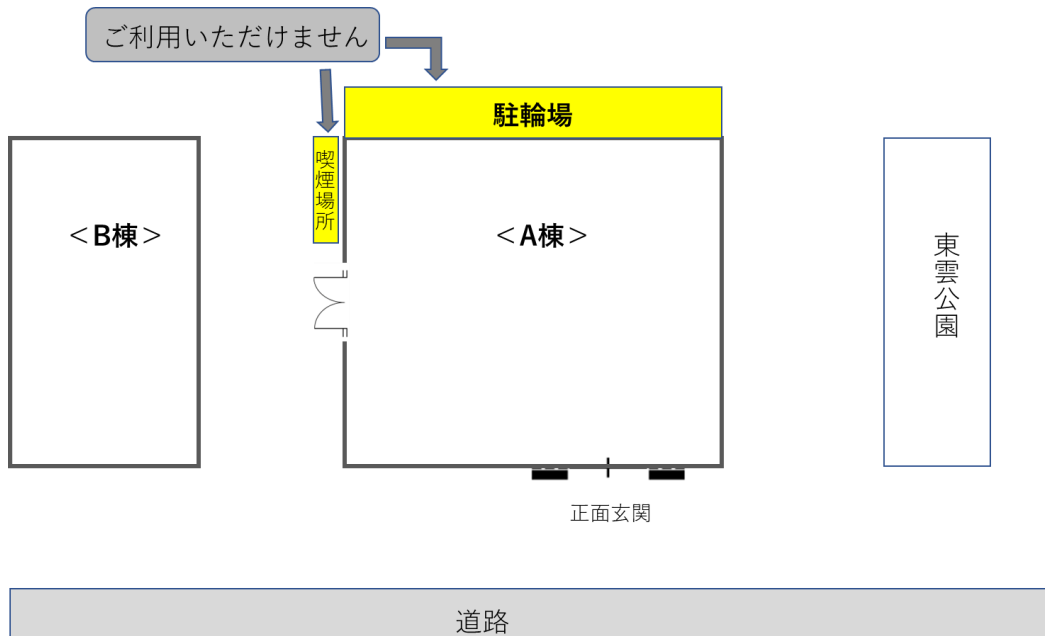 ご利用いただけません
駐輪場
喫煙場所
＜B棟＞
＜A棟＞
東雲公園
正面玄関
道路